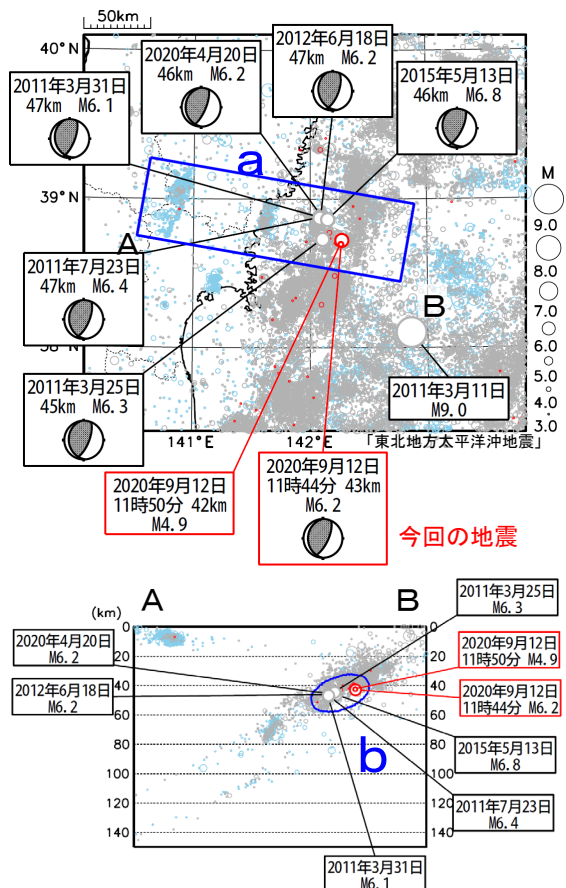 50km
40°N
39°N
38°N
141°E
142°E
2011年3月31日
47km M6.1
2020年4月20日
46km M6.2
2012年6月18日
47km M6.2
2015年5月13日
46km M6.8
a
A
B
2011年7月23日
47km M6.4
2011年3月25日
45km M6.3
2011年3月11日
M9.0
「東北地方太平洋沖地震」
2020年9月12日
11時50分 42km
M4.9
2020年9月12日
11時44分 43km
M6.2
今回の地震
M
9.0
8.0
7.0
6.0
5.0
4.0
3.0
(km)
A
B
0
20
40
60
80
100
120
140
0
20
40
60
80
100
120
140
b
2020年4月20日
M6.2
2012年6月18日
M6.2
2011年3月25日
M6.3
2020年9月12日
11時50分 M4.9
2020年9月12日
11時44分 M6.2
2015年5月13日
M6.8
2011年7月23日
M6.4
2011年3月31日
M6.1